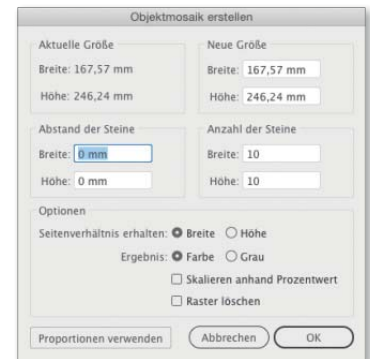 Objektmosaik erstellen
Aktuelle Größe
Breite: 167,57 mm
Höhe: 246,24 mm
Neue Größe
Breite: 167,57 mm
Höhe: 246,24 mm
Abstand der Steine
Breite: 0 mm
Höhe: 0 mm
Anzahl der Steine
Breite: 10
Höhe: 10
Optionen
Seitenverhältnis erhalten: Breite Höhe
Ergebnis: Farbe Grau
Skalieren anhand Prozentwert
Raster löschen
Proportionen verwenden Abbrechen OK